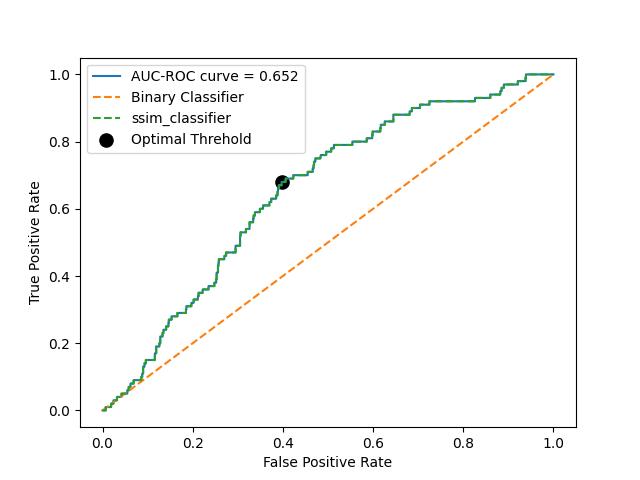 AUC-ROC curve = 0.652
Binary Classifier
ssim_classifier
Optimal Threhold
1.0
0.8
0.6
0.4
0.2
0.0
True Positive Rate
0.0 0.2 0.4 0.6 0.8 1.0
False Positive Rate